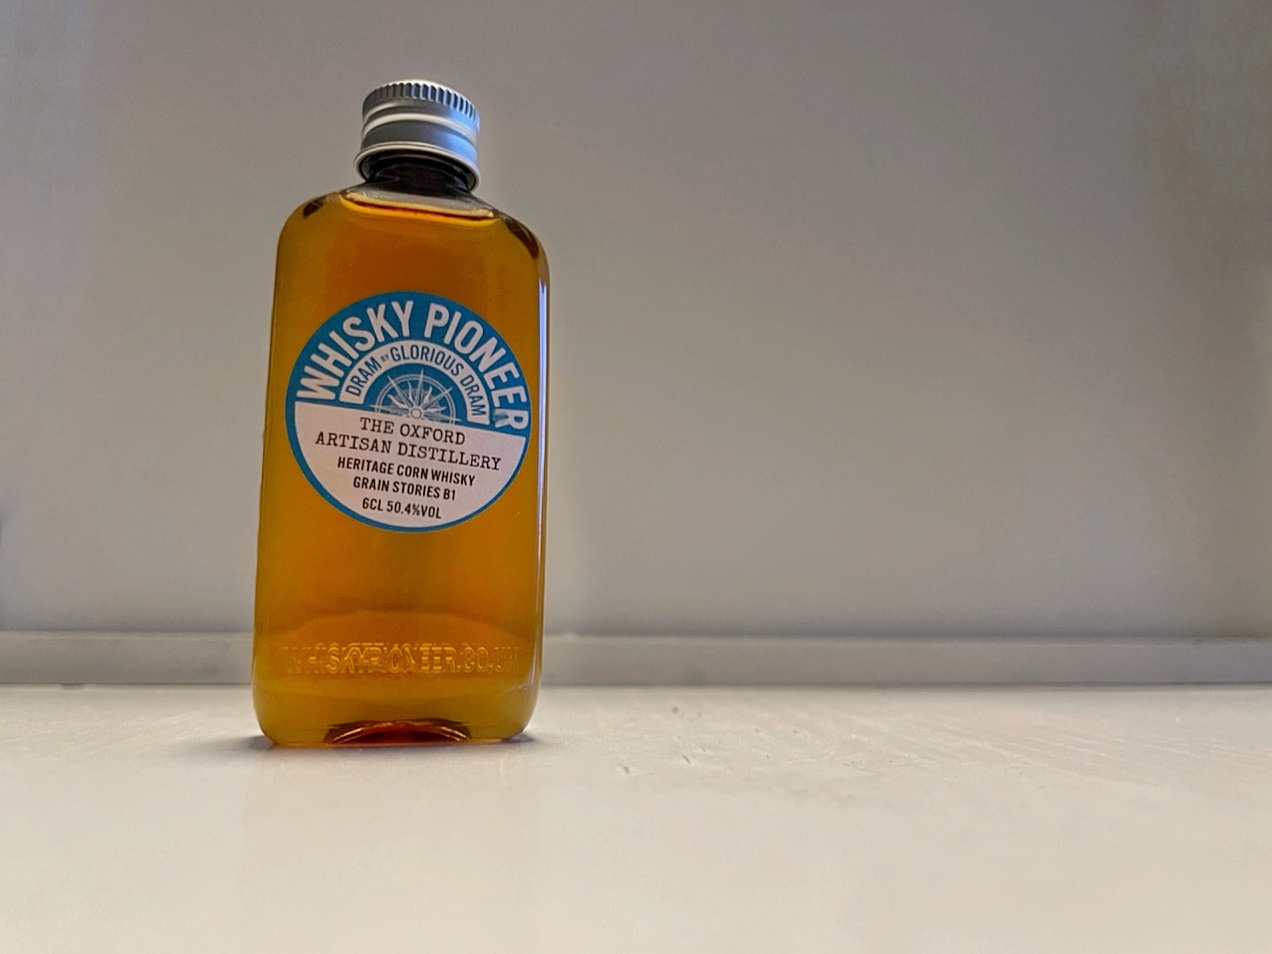 WHISKY PIONEER
DRAM BY GLORIOUS DRAM
THE OXFORD
ARTISAN DISTILLERY
HERITAGE CORN WHISKY
GRAIN STORIES B1
6CL 50.4%VOL
WHISKYPIONEER.CO.UK